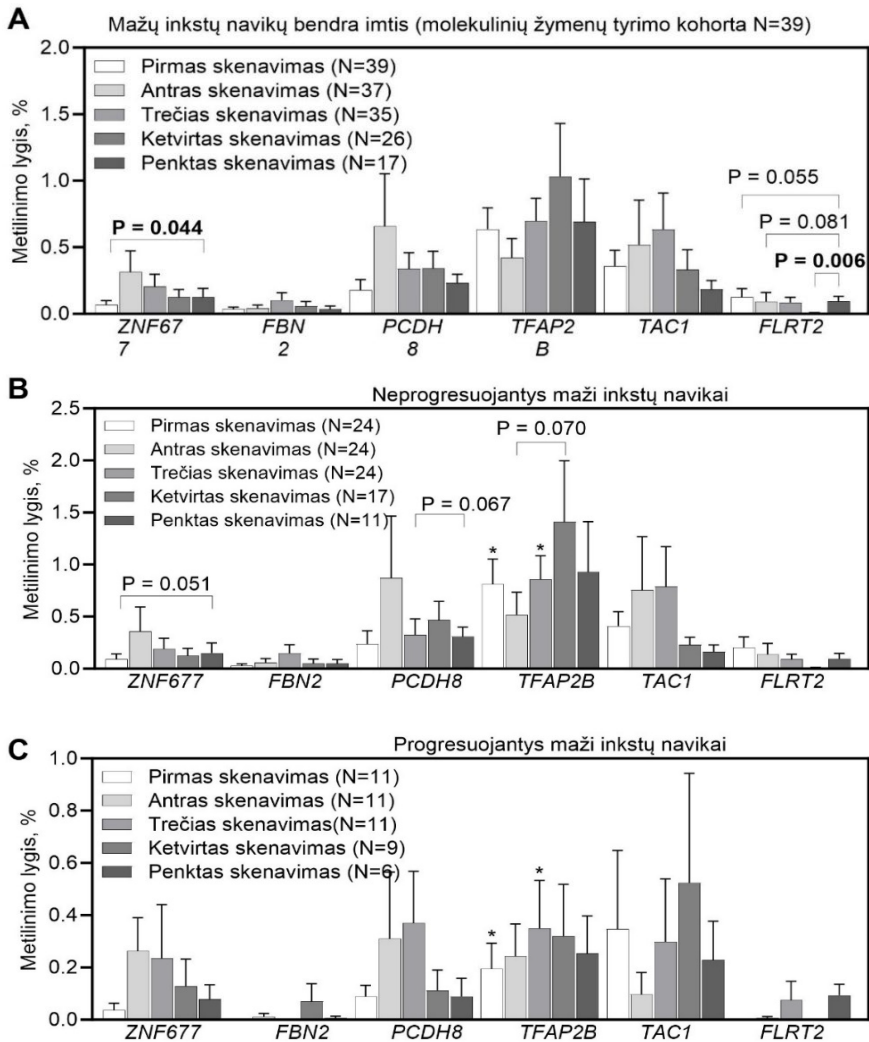 A
Mažų inkstų navikų bendra imtis (molekulinių žymenų tyrimo kohorta N=39)
Metilinimo lygis, %
2.0
1.5
1.0
0.5
0.0
Pirmas skenavimas (N=39)
Antras skenavimas (N=37)
Trečias skenavimas (N=35)
Ketvirtas skenavimas (N=26)
Penktas skenavimas (N=17)
P = 0.044
P = 0.055
P = 0.081
P = 0.006
ZNF67 FBN PCDH TFAP2 TAC1 FLRT2
7 2 8 B
B
Neprogresuojantys maži inkstų navikai
Metilinimo lygis, %
2.5
2.0
1.5
1.0
0.5
0.0
Pirmas skenavimas (N=24)
Antras skenavimas (N=24)
Trečias skenavimas (N=24)
Ketvirtas skenavimas (N=17)
Penktas skenavimas (N=11)
P = 0.070
P = 0.067
P = 0.051
* *
ZNF677 FBN2 PCDH8 TFAP2B TAC1 FLRT2
C
Progresuojantys maži inkstų navikai
Metilinimo lygis, %
1.0
0.8
0.6
0.4
0.2
0.0
Pirmas skenavimas (N=11)
Antras skenavimas (N=11)
Trečias skenavimas(N=11)
Ketvirtas skenavimas (N=9)
Penktas skenavimas (N=6)
* *
ZNF677 FBN2 PCDH8 TFAP2B TAC1 FLRT2